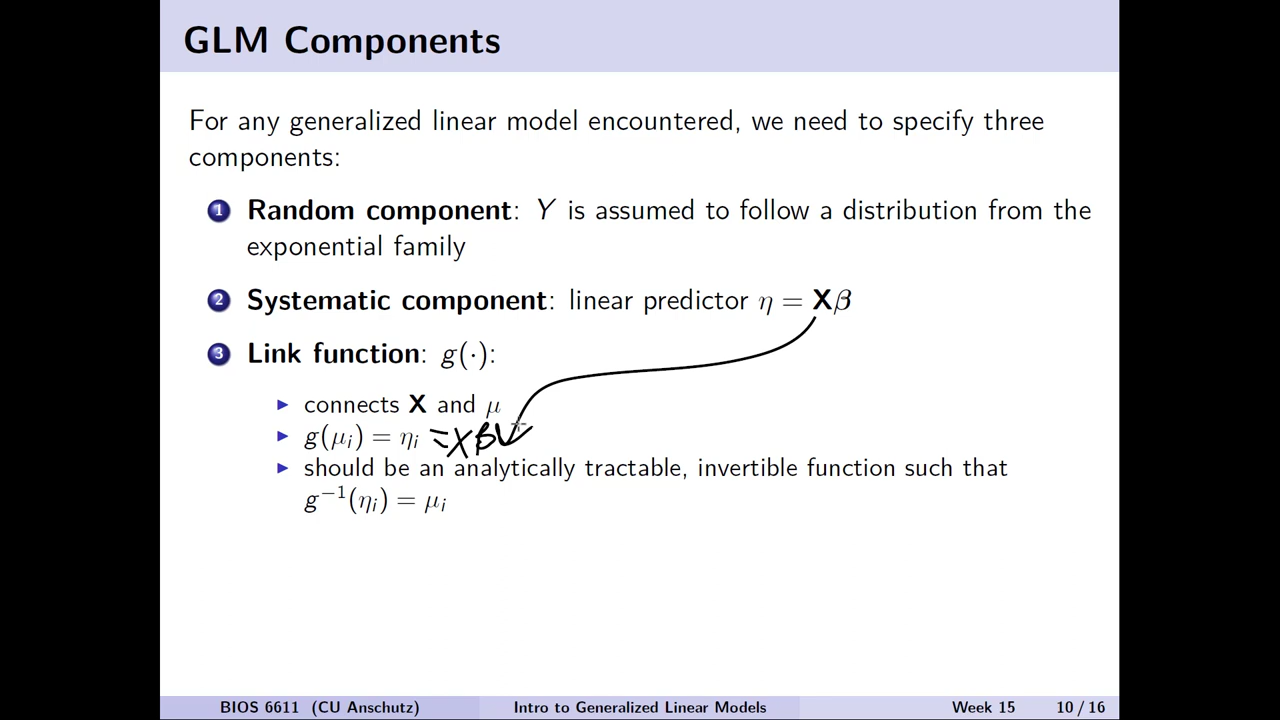 GLM Components
For any generalized linear model encountered, we need to specify three
components:
1 Random component: Y is assumed to follow a distribution from the
exponential family
2 Systematic component: linear predictor η = Xβ
3 Link function: g(·):
▶ connects X and μ
▶ g(μᵢ) = ηᵢ = Xβ
▶ should be an analytically tractable, invertible function such that
g⁻¹(ηᵢ) = μᵢ
BIOS 6611 (CU Anschutz) Intro to Generalized Linear Models Week 15 10 / 16